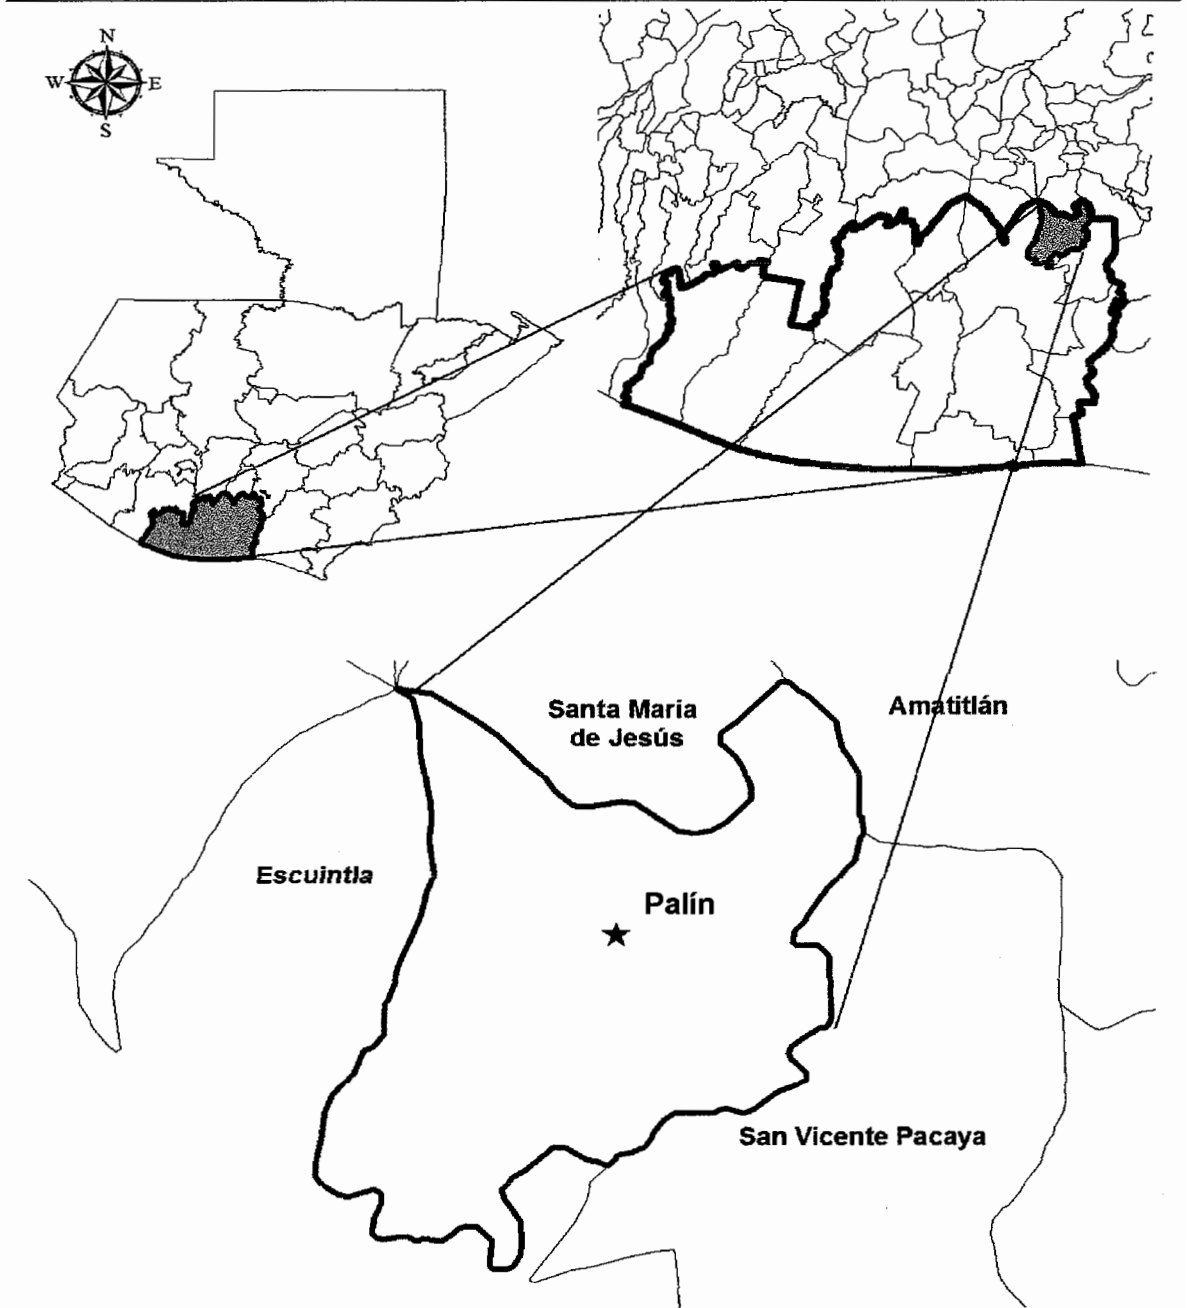 N
W E
S
Santa Maria
de Jesús
Amatitlán
Escuintla
Palín
San Vicente Pacaya